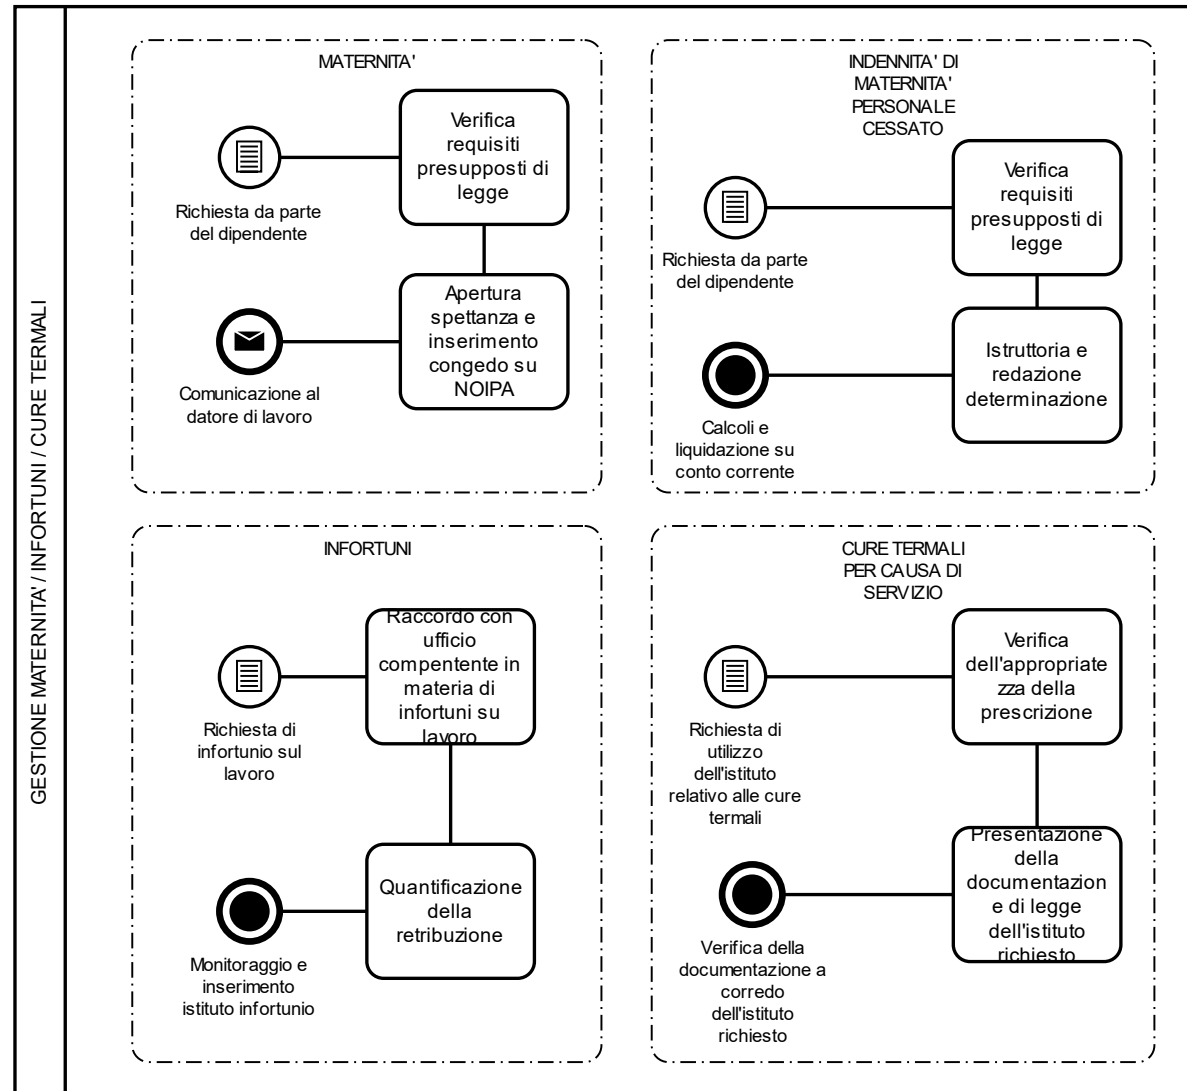 GESTIONE MATERNITA' / INFORTUNI / CURE TERMALI
MATERNITA'
Verifica
requisiti
presupposti di
legge
Richiesta da parte
del dipendente
Apertura
spettanza e
inserimento
congedo su
NOIPA
Comunicazione al
datore di lavoro
INDENNITA' DI
MATERNITA'
PERSONALE
CESSATO
Verifica
requisiti
presupposti di
legge
Richiesta da parte
del dipendente
Istruttoria e
redazione
determinazione
Calcoli e
liquidazione su
conto corrente
INFORTUNI
Raccordo con
ufficio
compentente in
materia di
infortuni su
lavoro
Richiesta di
infortunio sul
lavoro
Quantificazione
della
retribuzione
Monitoraggio e
inserimento
istituto infortunio
CURE TERMALI
PER CAUSA DI
SERVIZIO
Verifica
dell'appropriate
zza della
prescrizione
Richiesta di
utilizzo
dell'istituto
relativo alle cure
termali
Presentazione
della
documentazion
e di legge
dell'istituto
richiesto
Verifica della
documentazione a
corredo
dell'istituto
richiesto